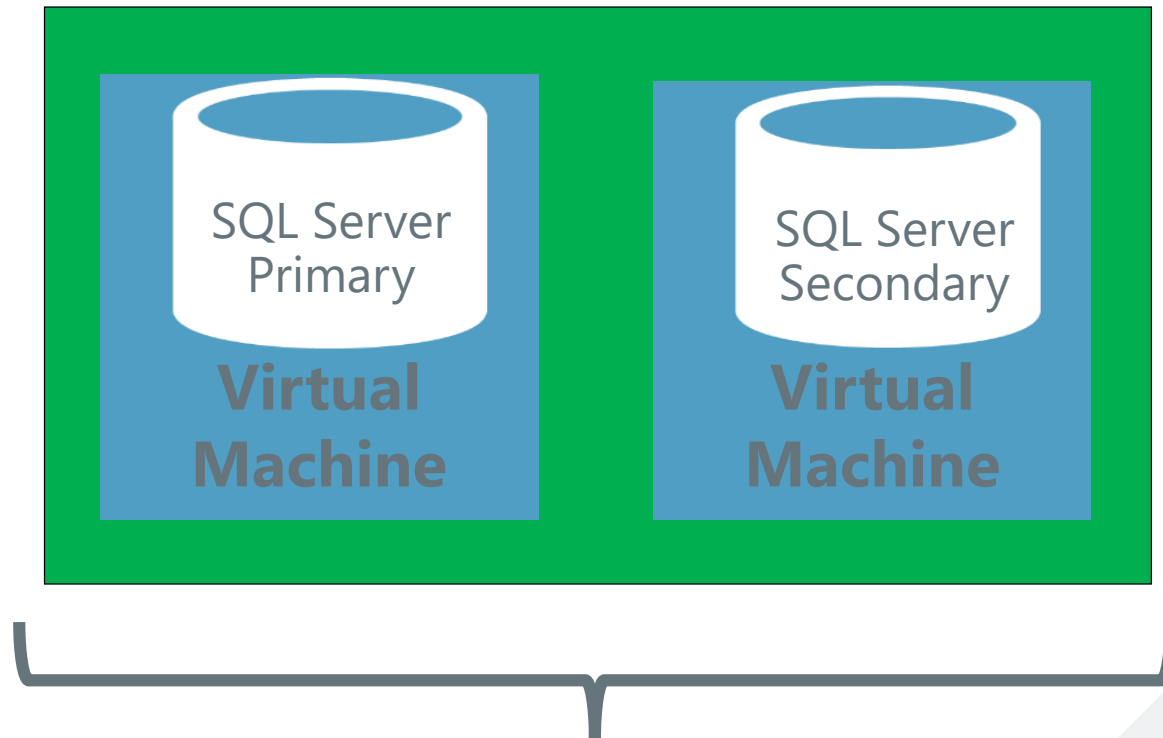 SQL Server
Primary
Virtual
Machine
SQL Server
Secondary
Virtual
Machine